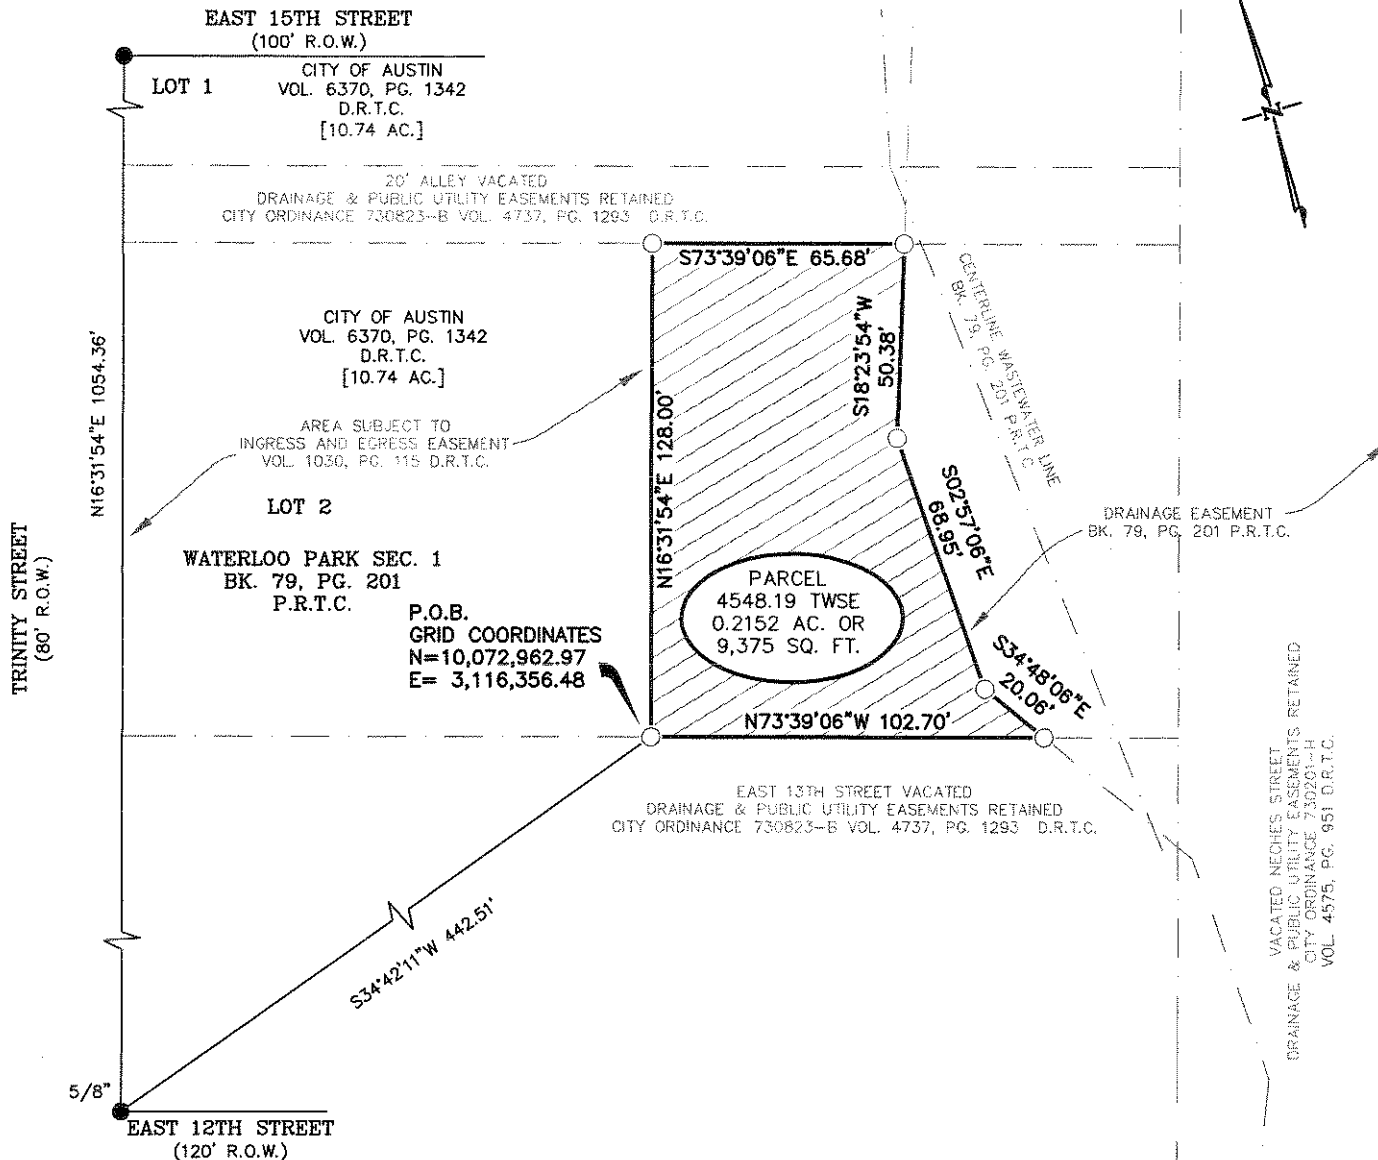 EAST 15TH STREET
(100' R.O.W.)
LOT 1
CITY OF AUSTIN
VOL. 6370, PG. 1342
D.R.T.C.
[10.74 AC.]
N
20' ALLEY VACATED
DRAINAGE & PUBLIC UTILITY EASEMENTS RETAINED
CITY ORDINANCE 730823-B VOL. 4737, PG. 1293 D.R.T.C.
S73°39'06"E 65.68'
CENTERLINE WASTEWATER LINE
BK. 79, PG. 201 P.R.T.C
S18°23'54"W
50.38'
CITY OF AUSTIN
VOL. 6370, PG. 1342
D.R.T.C.
[10.74 AC.]
N16°31'54"E 1054.36'
AREA SUBJECT TO
INGRESS AND EGRESS EASEMENT
VOL. 1030, PG. 115 D.R.T.C.
N16°31'54"E 128.00'
S02°57'06"E
68.95'
LOT 2
DRAINAGE EASEMENT
BK. 79, PG. 201 P.R.T.C.
TRINITY STREET
(80' R.O.W.)
WATERLOO PARK SEC. 1
BK. 79, PG. 201
P.R.T.C.
PARCEL
4548.19 TWSE
0.2152 AC. OR
9,375 SQ. FT.
P.O.B.
GRID COORDINATES
N=10,072,962.97
E= 3,116,356.48
S34°48'06"E
20.06'
N73°39'06"W 102.70'
EAST 13TH STREET VACATED
DRAINAGE & PUBLIC UTILITY EASEMENTS RETAINED
CITY ORDINANCE 730823-B VOL. 4737, PG. 1293 D.R.T.C.
VACATED NECHES STREET
DRAINAGE & PUBLIC UTILITY EASEMENTS RETAINED
CITY ORDINANCE 730201-H
VOL. 4575, PG. 951 D.R.T.C.
S34°42'11"W 442.51'
5/8"
EAST 12TH STREET
(120' R.O.W.)